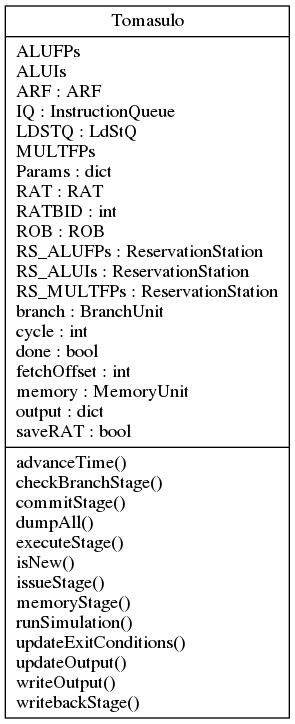 Tomasulo
ALUFPs
ALUIs
ARF : ARF
IQ : InstructionQueue
LDSTQ : LdStQ
MULTFPs
Params : dict
RAT : RAT
RATBID : int
ROB : ROB
RS_ALUFPs : ReservationStation
RS_ALUIs : ReservationStation
RS_MULTFPs : ReservationStation
branch : BranchUnit
cycle : int
done : bool
fetchOffset : int
memory : MemoryUnit
output : dict
saveRAT : bool
advanceTime()
checkBranchStage()
commitStage()
dumpAll()
executeStage()
isNew()
issueStage()
memoryStage()
runSimulation()
updateExitConditions()
updateOutput()
writeOutput()
writebackStage()